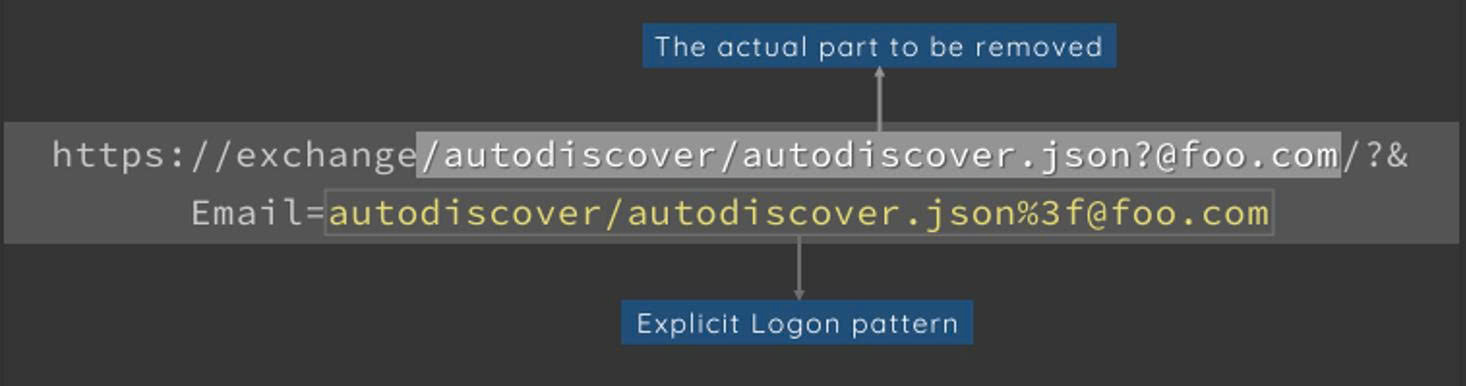 The actual part to be removed
https://exchange/autodiscover/autodiscover.json?@foo.com/?&
Email=autodiscover/autodiscover.json%3f@foo.com
Explicit Logon pattern